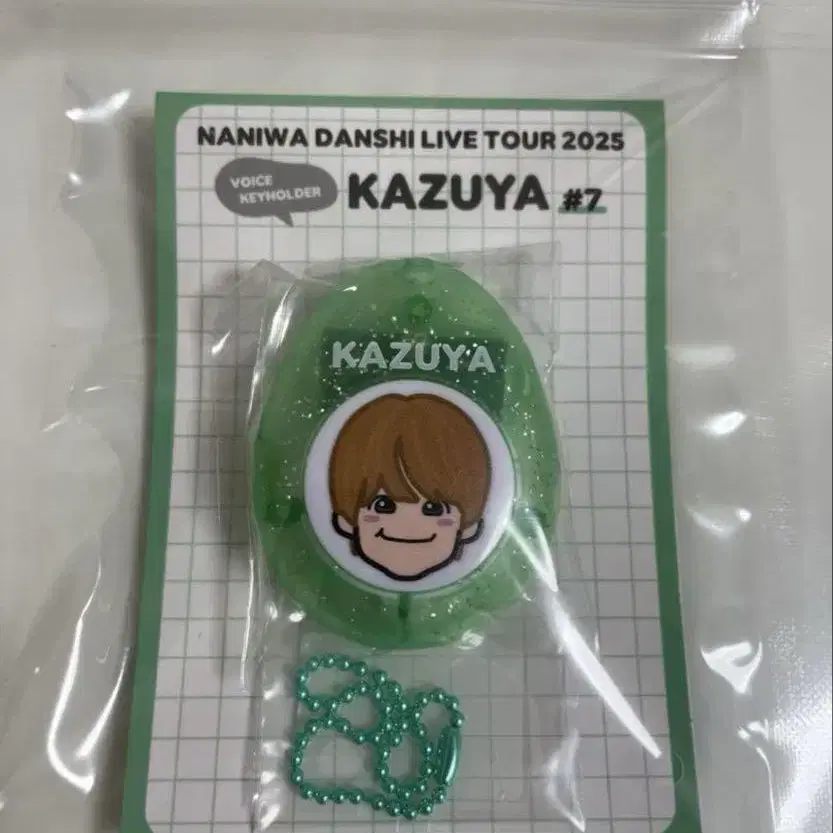 NANIWA DANSHI LIVE TOUR 2025
VOICE
KEYHOLDER
KAZUYA #7
KAZUYA